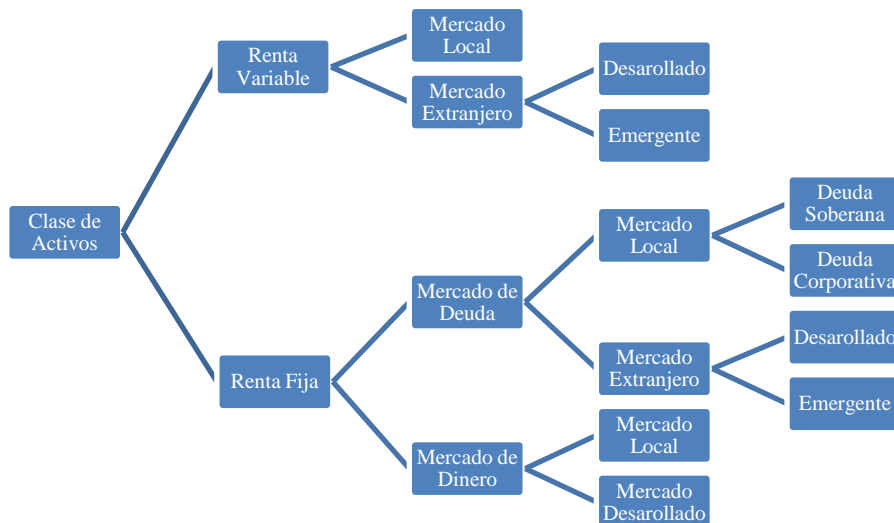 Clase de
Activos
Renta
Variable
Mercado
Local
Mercado
Extranjero
Desarollado
Emergente
Renta Fija
Mercado de
Deuda
Mercado
Local
Deuda
Soberana
Deuda
Corporativa
Mercado
Extranjero
Desarollado
Emergente
Mercado de
Dinero
Mercado
Local
Mercado
Desarollado